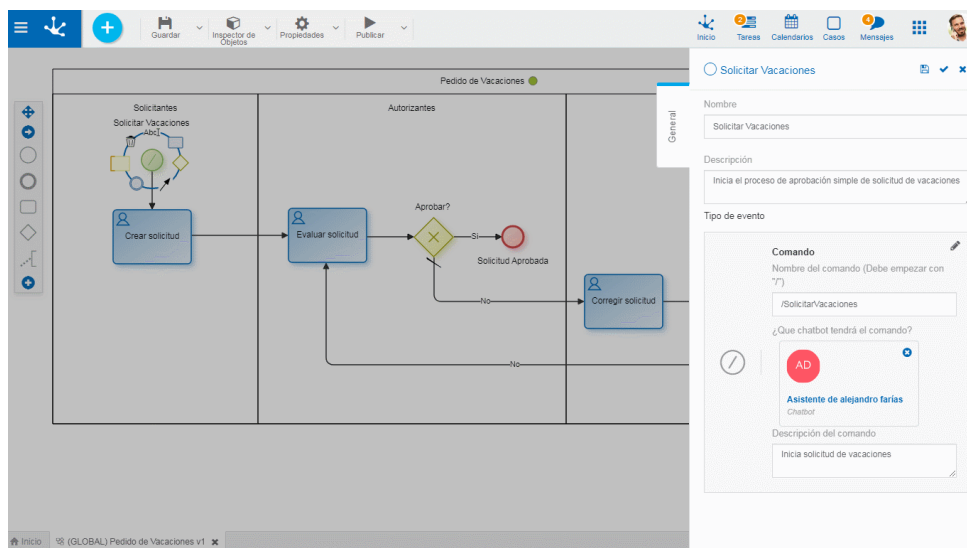 Guardar
Inspector de
Objetos
Propiedades
Publicar
Inicio
2
Tareas
Calendarios
Casos
4
Mensajes
Pedido de Vacaciones
Solicitantes
Autorizantes
Solicitar Vacaciones
Abc
Crear solicitud
Evaluar solicitud
Aprobar?
Si
Solicitud Aprobada
No
Corregir solicitud
No
General
Solicitar Vacaciones
Nombre
Solicitar Vacaciones
Descripción
Inicia el proceso de aprobación simple de solicitud de vacaciones
Tipo de evento
Comando
Nombre del comando (Debe empezar con
"/")
/SolicitarVacaciones
¿Que chatbot tendrá el comando?
AD
Asistente de alejandro farías
Chatbot
Descripción del comando
Inicia solicitud de vacaciones
Inicio
(GLOBAL) Pedido de Vacaciones v1